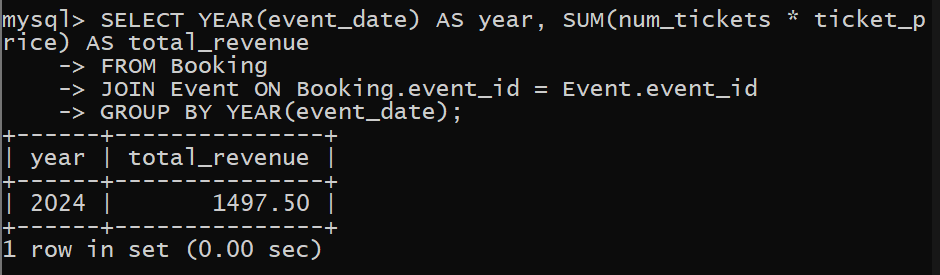 mysql> SELECT YEAR(event_date) AS year, SUM(num_tickets * ticket_p
rice) AS total_revenue
    -> FROM Booking
    -> JOIN Event ON Booking.event_id = Event.event_id
    -> GROUP BY YEAR(event_date);
+------+---------------+
| year | total_revenue |
+------+---------------+
| 2024 |       1497.50 |
+------+---------------+
1 row in set (0.00 sec)